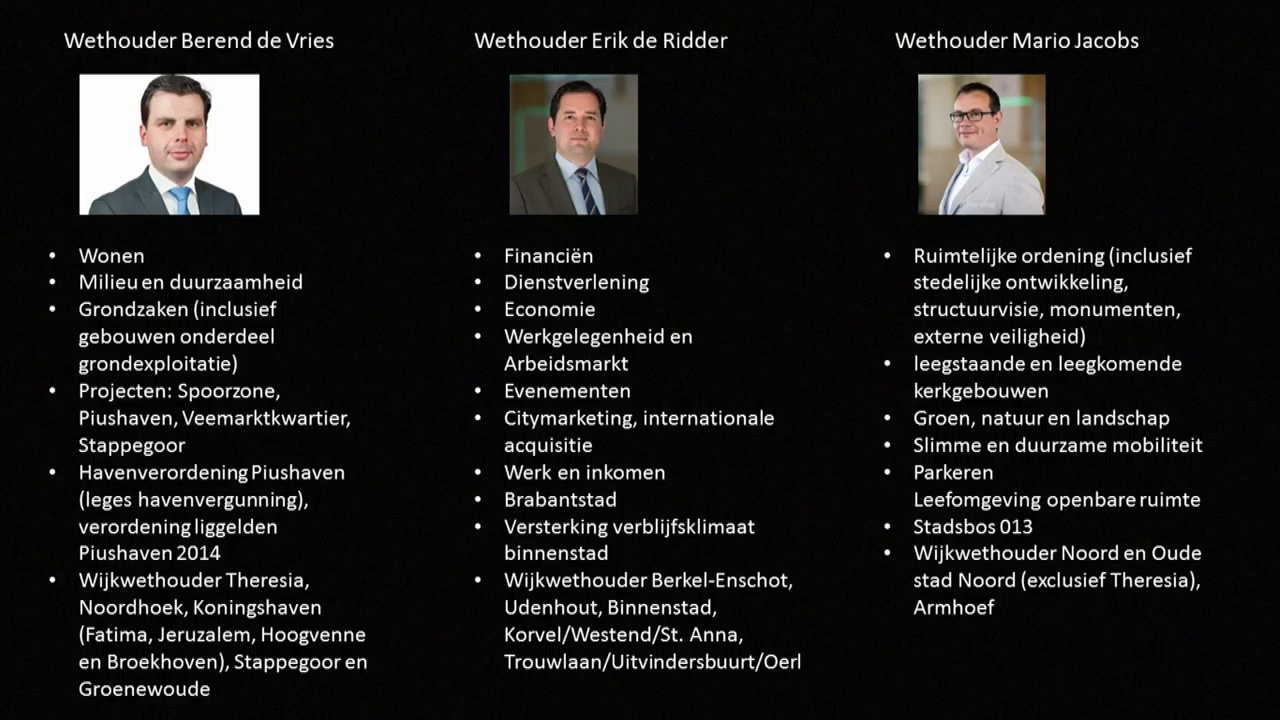 Wethouder Berend de Vries
• Wonen
• Milieu en duurzaamheid
• Grondzaken (inclusief
gebouwen onderdeel
grondexploitatie)
• Projecten: Spoorzone,
Piushaven, Veemarktkwartier,
Stappegoor
• Havenverordening Piushaven
(leges havenvergunning),
verordening liggelden
Piushaven 2014
• Wijkwethouder Theresia,
Noordhoek, Koningshaven
(Fatima, Jeruzalem, Hoogvenne
en Broekhoven), Stappegoor en
Groenewoude
Wethouder Erik de Ridder
• Financiën
• Dienstverlening
• Economie
• Werkgelegenheid en
Arbeidsmarkt
• Evenementen
• Citymarketing, internationale
acquisitie
• Werk en inkomen
• Brabantstad
• Versterking verblijfsklimaat
binnenstad
• Wijkwethouder Berkel-Enschot,
Udenhout, Binnenstad,
Korvel/Westend/St. Anna,
Trouwlaan/Uitvindersbuurt/Oerl
Wethouder Mario Jacobs
• Ruimtelijke ordening (inclusief
stedelijke ontwikkeling,
structuurvisie, monumenten,
externe veiligheid)
• leegstaande en leegkomende
kerkgebouwen
• Groen, natuur en landschap
• Slimme en duurzame mobiliteit
• Parkeren
Leefomgeving openbare ruimte
• Stadsbos 013
• Wijkwethouder Noord en Oude
stad Noord (exclusief Theresia),
Armhoef